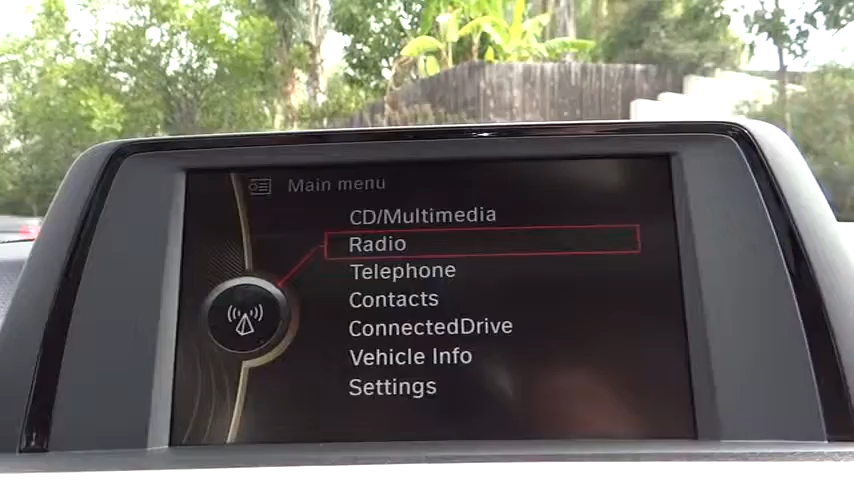 Main menu
CD/Multimedia
Radio
Telephone
Contacts
ConnectedDrive
Vehicle Info
Settings